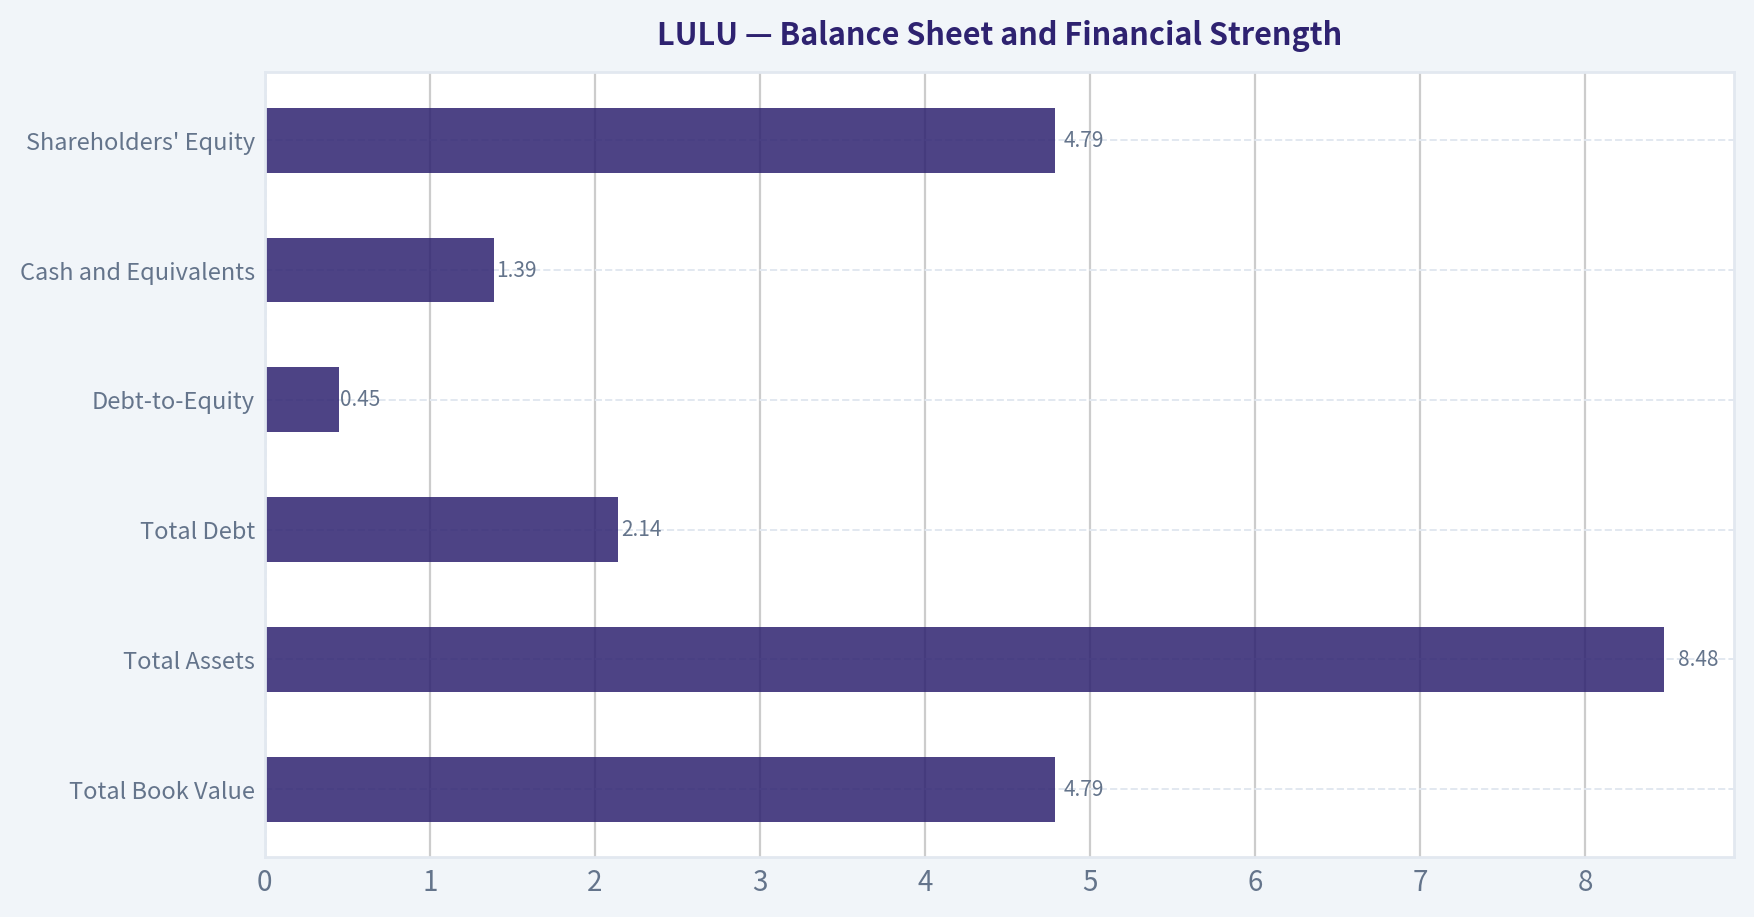 LULU — Balance Sheet and Financial Strength
Shareholders' Equity 4.79
Cash and Equivalents 1.39
Debt-to-Equity 0.45
Total Debt 2.14
Total Assets 8.48
Total Book Value 4.79
0 1 2 3 4 5 6 7 8